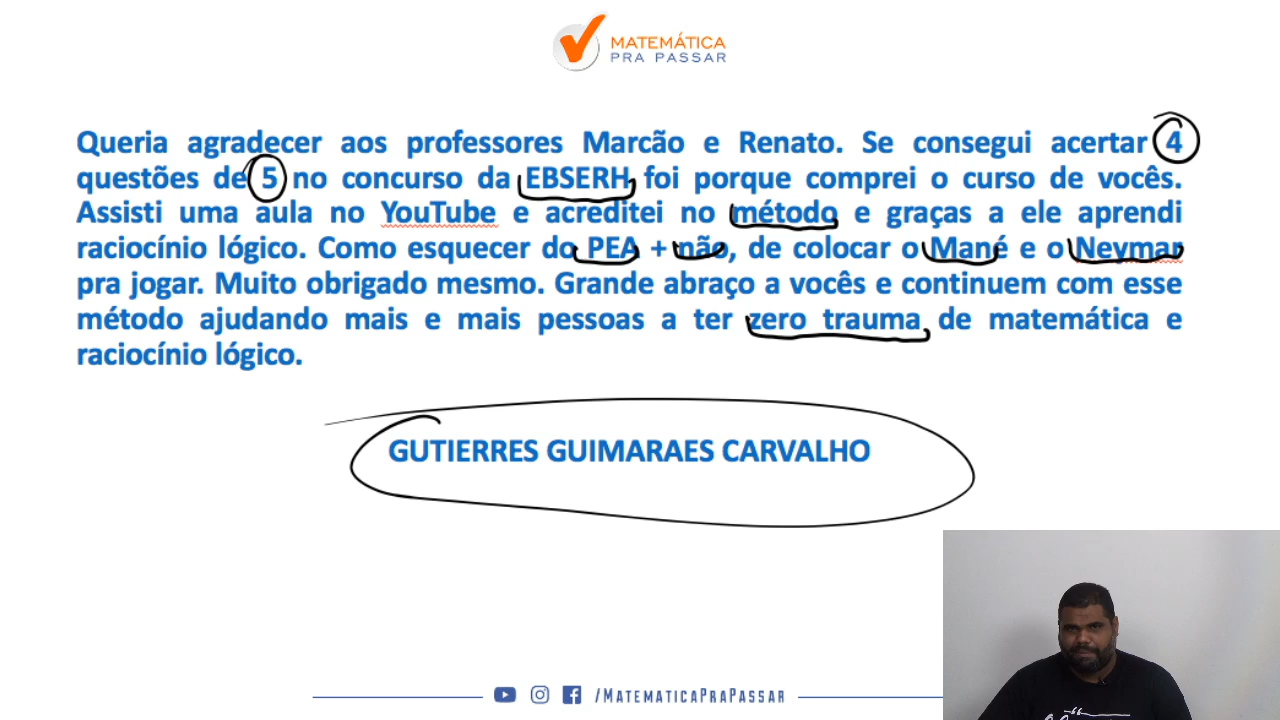 MATEMÁTICA
PRA PASSAR
Queria agradecer aos professores Marcão e Renato. Se consegui acertar 4
questões de 5 no concurso da EBSERH, foi porque comprei o curso de vocês.
Assisti uma aula no YouTube e acreditei no método e graças a ele aprendi
raciocínio lógico. Como esquecer do PEA + não, de colocar o Mané e o Neymar
pra jogar. Muito obrigado mesmo. Grande abraço a vocês e continuem com esse
método ajudando mais e mais pessoas a ter zero trauma de matemática e
raciocínio lógico.
GUTIERRES GUIMARAES CARVALHO
/MATEMATICAPRAPASSAR